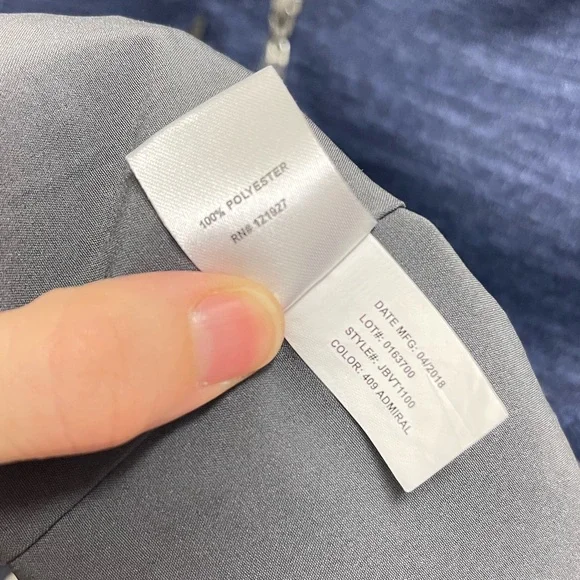 100% POLYESTER
RN# 121927
DATE MFG: 04/2018
LOT#: 0163700
STYLE#: JBVT1100
COLOR: 409 ADMIRAL